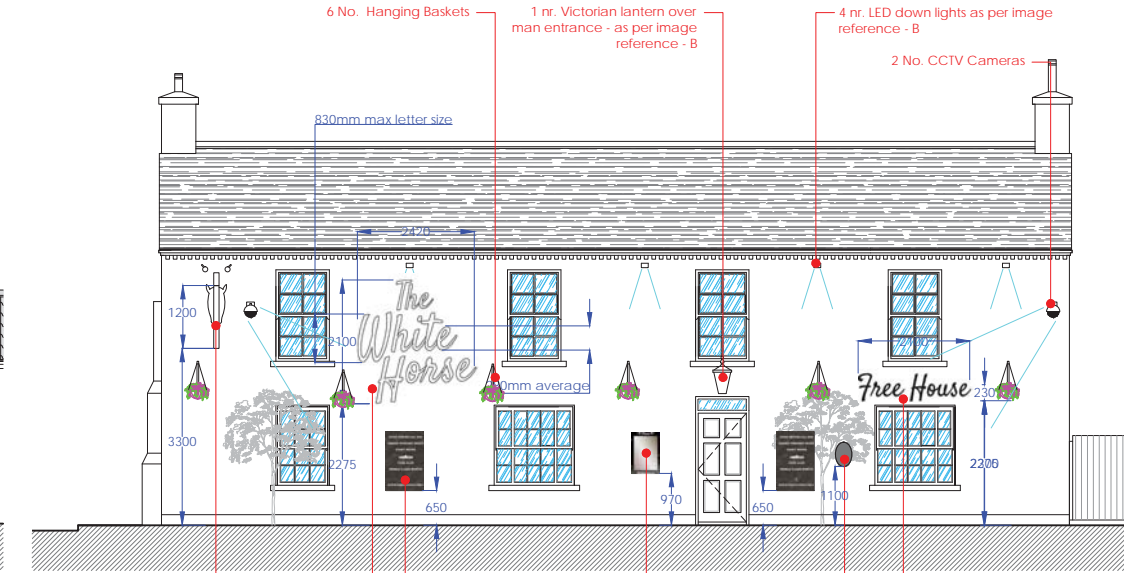 6 No.  Hanging Baskets
1 nr. Victorian lantern over
man entrance - as per image
reference - B
4 nr. LED down lights as per image
reference - B
2 No. CCTV Cameras
830mm max letter size
2420
1200
2100
The
White
Horse
average
Free House
230
3300
2275
650
970
650
1100